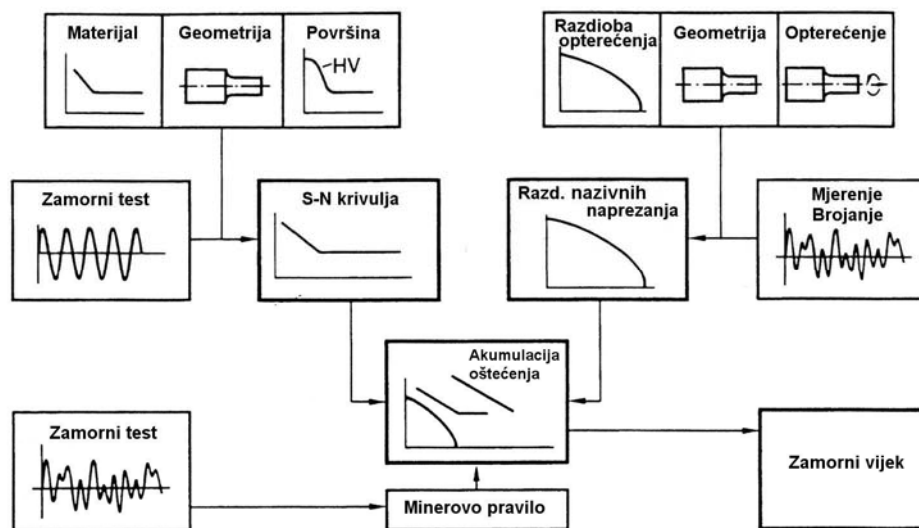 Materijal
Geometrija
Površina
HV
Razdioba
opterećenja
Geometrija
Opterećenje
Zamorni test
S-N krivulja
Razd. nazivnih
naprezanja
Mjerenje
Brojanje
Akumulacija
oštećenja
Zamorni test
Minerovo pravilo
Zamorni vijek